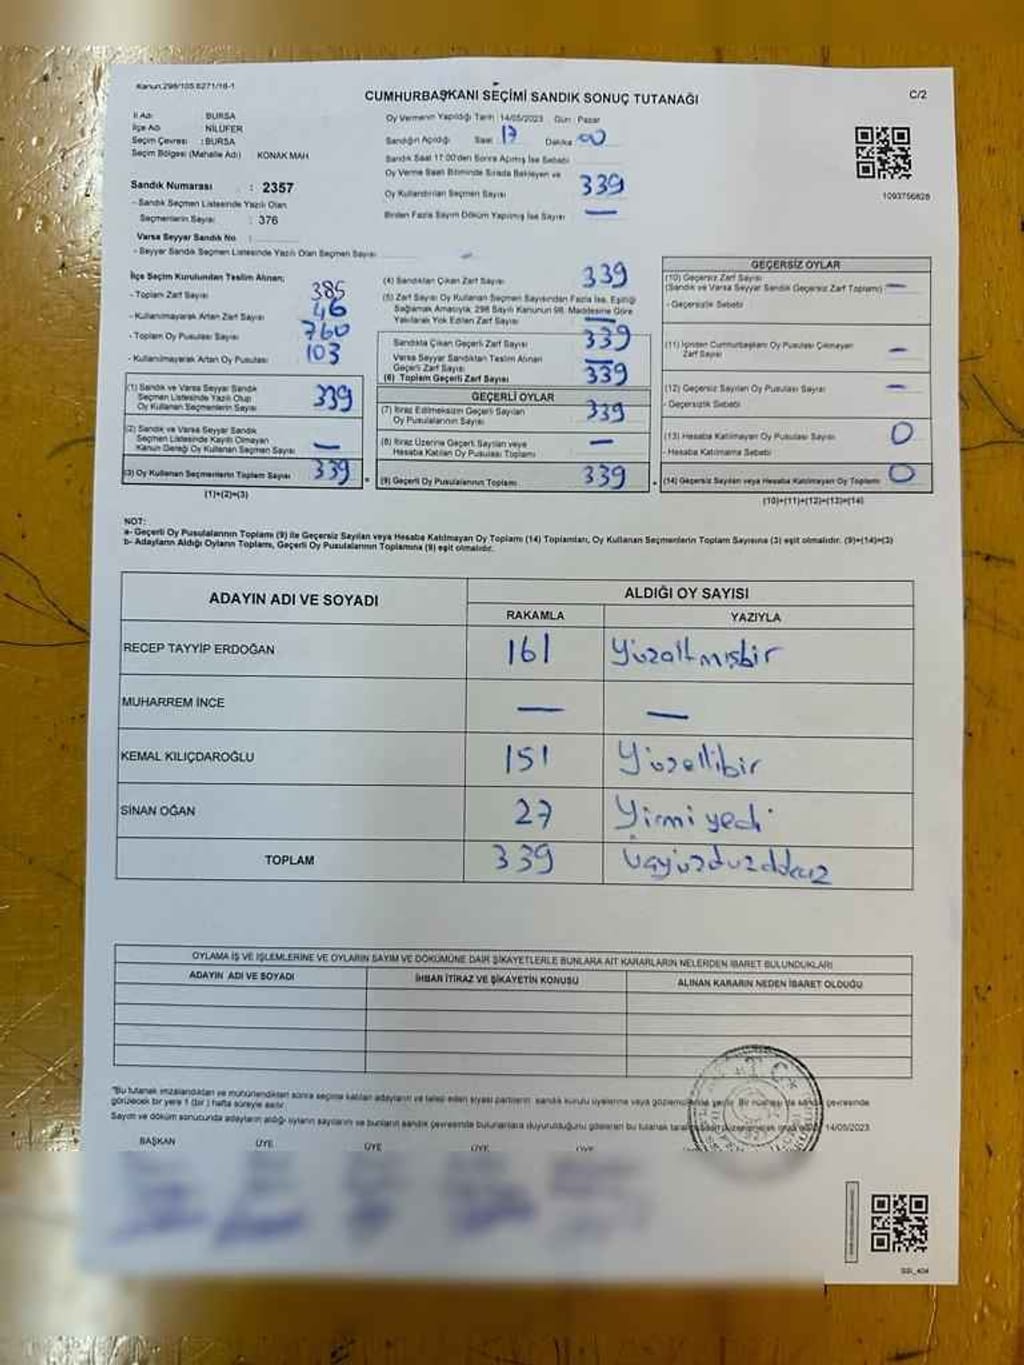 Kanun:298/105.6271/16-1
CUMHURBAŞKANI SEÇİMİ SANDIK SONUÇ TUTANAĞI
C/2
İl Adı : BURSA
İlçe Adı : NİLÜFER
Seçim Çevresi : BURSA
Seçim Bölgesi (Mahalle Adı) KONAK MAH
Sandık Numarası : 2357
- Sandık Seçmen Listesinde Yazılı Olan
Seçmenlerin Sayısı : 376
Varsa Seyyar Sandık No :
- Seyyar Sandık Seçmen Listesinde Yazılı Olan Seçmen Sayısı
Oy Vermenin Yapıldığı Tarih 14/05/2023 Gün : Pazar
Sandığın Açıldığı Saat 17 Dakika 00
Sandık Saat 17:00'den Sonra Açılmış İse Sebebi
Oy Verme Saati Bitiminde Sırada Bekleyen ve
Oy Kullandırılan Seçmen Sayısı 339
Birden Fazla Sayım Döküm Yapılmış İse Sayısı —
1093756828
İlçe Seçim Kurulundan Teslim Alınan;
- Toplam Zarf Sayısı 385
- Kullanılmayarak Artan Zarf Sayısı 46
- Toplam Oy Pusulası Sayısı 760
- Kullanılmayarak Artan Oy Pusulası 103
(1) Sandık ve Varsa Seyyar Sandık
Seçmen Listesinde Yazılı Olup
Oy Kullanan Seçmenlerin Sayısı 339
(2) Sandık ve Varsa Seyyar Sandık
Seçmen Listesinde Kayıtlı Olmayan
Kanun Gereği Oy Kullanan Seçmen Sayısı —
(3) Oy Kullanan Seçmenlerin Toplam Sayısı 339
(1)+(2)=(3)
(4) Sandıktan Çıkan Zarf Sayısı 339
(5) Zarf Sayısı Oy Kullanan Seçmen Sayısından Fazla İse, Eşitliği
Sağlamak Amacıyla, 298 Sayılı Kanunun 98. Maddesine Göre
Yakılarak Yok Edilen Zarf Sayısı —
Sandıkta Çıkan Geçerli Zarf Sayısı 339
Varsa Seyyar Sandıktan Teslim Alınan
Geçerli Zarf Sayısı —
(6) Toplam Geçerli Zarf Sayısı 339
GEÇERLİ OYLAR
(7) İtiraz Edilmeksizin Geçerli Sayılan
Oy Pusulalarının Sayısı 339
(8) İtiraz Üzerine Geçerli Sayılan veya
Hesaba Katılan Oy Pusulası Toplamı —
(9) Geçerli Oy Pusulalarının Toplamı 339
GEÇERSİZ OYLAR
(10) Geçersiz Zarf Sayısı
(Sandık ve Varsa Seyyar Sandık Geçersiz Zarf Toplamı) —
- Geçersizlik Sebebi
(11) İçinden Cumhurbaşkanı Oy Pusulası Çıkmayan
Zarf Sayısı —
(12) Geçersiz Sayılan Oy Pusulası Sayısı —
- Geçersizlik Sebebi
(13) Hesaba Katılmayan Oy Pusulası Sayısı 0
- Hesaba Katılmama Sebebi
(14) Geçersiz Sayılan veya Hesaba Katılmayan Oy Toplamı 0
(10)+(11)+(12)+(13)=(14)
NOT:
a- Geçerli Oy Pusulalarının Toplamı (9) ile Geçersiz Sayılan veya Hesaba Katılmayan Oy Toplamı (14) Toplamları, Oy Kullanan Seçmenlerin Toplam Sayısına (3) eşit olmalıdır. (9)+(14)=(3)
b- Adayların Aldığı Oyların Toplamı, Geçerli Oy Pusulalarının Toplamına (9) eşit olmalıdır.
ADAYIN ADI VE SOYADI
ALDIĞI OY SAYISI
RAKAMLA YAZIYLA
RECEP TAYYİP ERDOĞAN 161 Yüzaltmışbir
MUHARREM İNCE — —
KEMAL KILIÇDAROĞLU 151 Yüzellibir
SİNAN OĞAN 27 Yirmiyedi
TOPLAM 339
OYLAMA İŞ VE İŞLEMLERİNE VE OYLARIN SAYIM VE DÖKÜMÜNE DAİR ŞİKAYETLERLE BUNLARA AİT KARARLARIN NELERDEN İBARET BULUNDUKLARI
ADAYIN ADI VE SOYADI İHBAR İTİRAZ VE ŞİKAYETİN KONUSU ALINAN KARARIN NEDEN İBARET OLDUĞU
"Bu tutanak imzalandıktan ve mühürlendikten sonra seçime katılan adayların ve talep eden siyasi partilerin sandık kurulu üyelerine veya gözlemcilerine verilir. Bir nüshası da sandık çevresinde
görülecek bir yere 1 (bir) hafta süreyle asılır.
Sayım ve döküm sonucunda adayların aldığı oyların sayılarını ve bunların sandık çevresinde bulunanlara duyurulduğunu gösteren bu tutanak 14/05/2023
BAŞKAN ÜYE ÜYE ÜYE ÜYE
T.C.